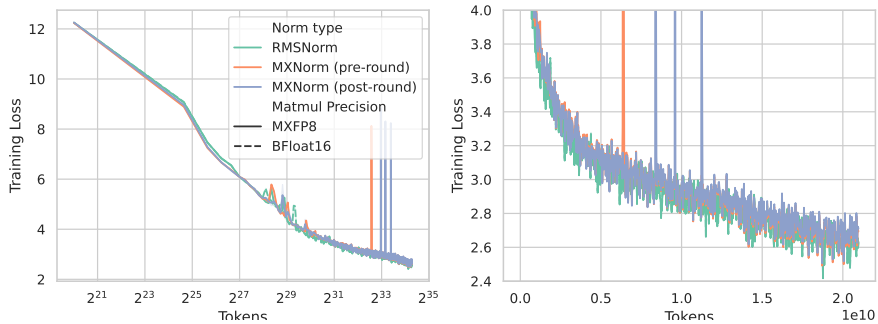 Norm type
RMSNorm
MXNorm (pre-round)
MXNorm (post-round)
Matmul Precision
MXFP8
BFloat16
Training Loss
12
10
8
6
4
2
2^21
2^23
2^25
2^27
2^29
2^31
2^33
2^35
Tokens
Training Loss
4.0
3.8
3.6
3.4
3.2
3.0
2.8
2.6
2.4
0.0
0.5
1.0
1.5
2.0
1e10
Tokens